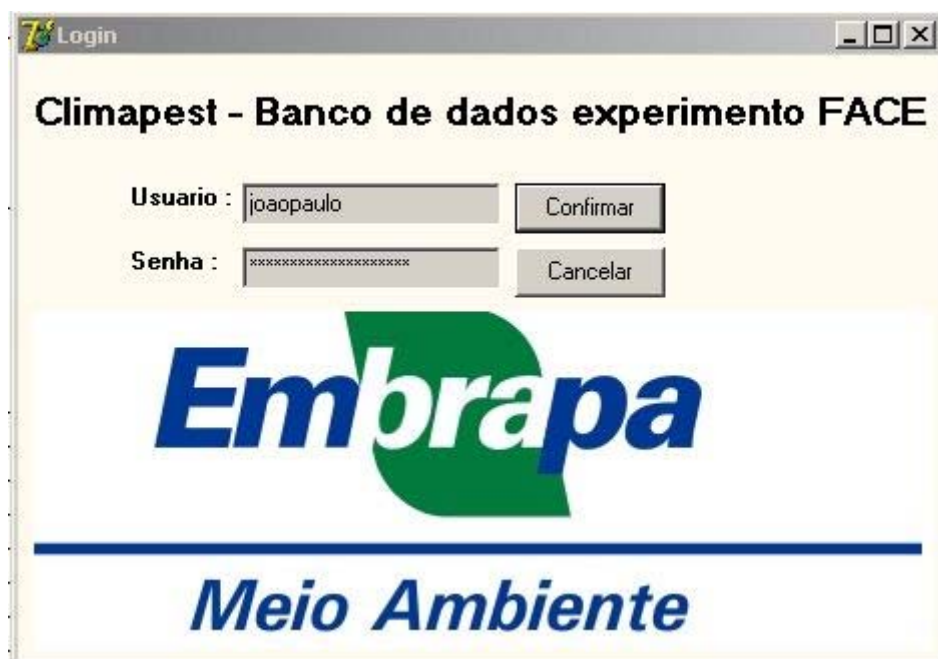 Login
Climapest - Banco de dados experimento FACE
Usuario : joaopaulo Confirmar
Senha : ******************** Cancelar
Embrapa
Meio Ambiente